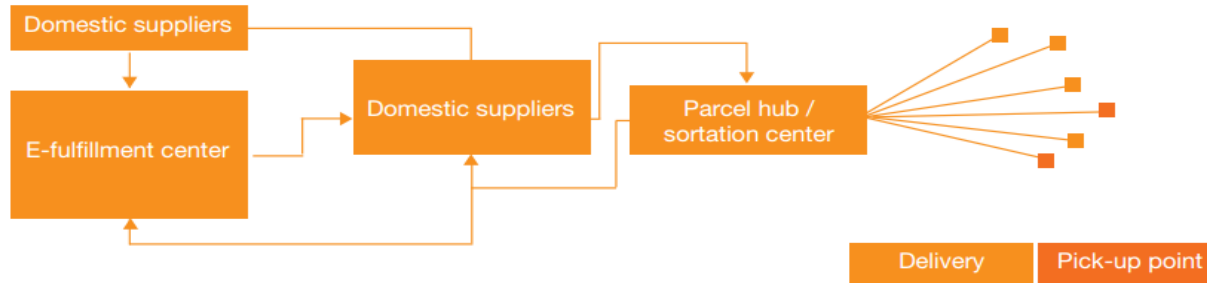 Domestic suppliers
E-fulfillment center
Domestic suppliers
Parcel hub /
sortation center
Delivery
Pick-up point